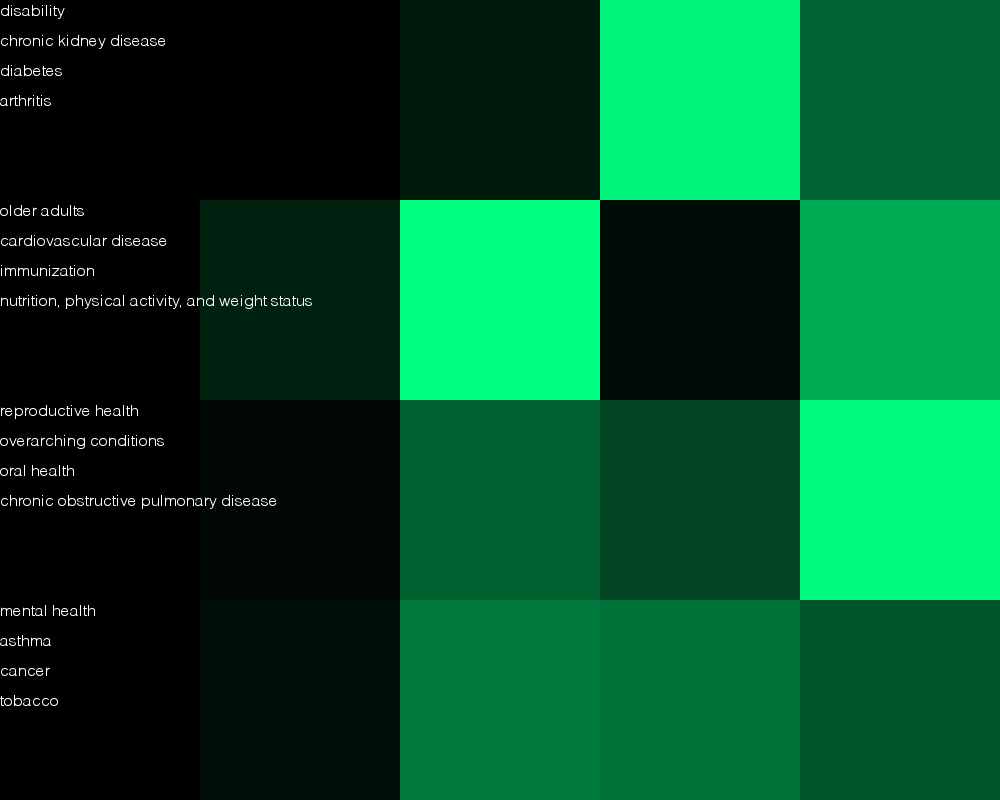 disability
chronic kidney disease
diabetes
arthritis
older adults
cardiovascular disease
immunization
nutrition, physical activity, and weight status
reproductive health
overarching conditions
oral health
chronic obstructive pulmonary disease
mental health
asthma
cancer
tobacco